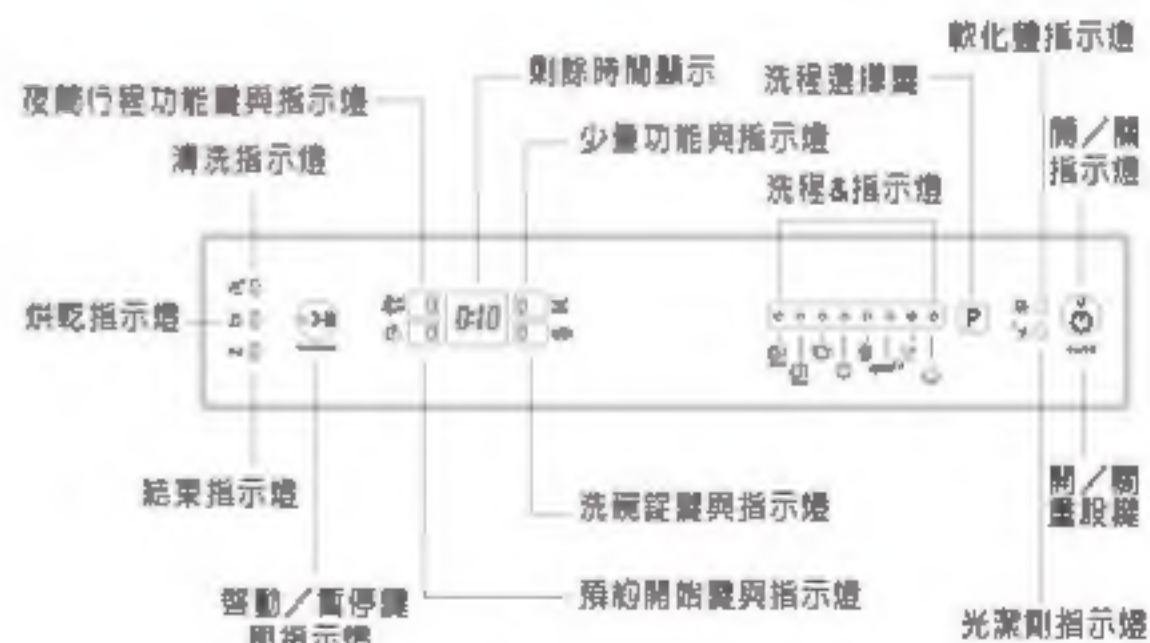 軟化鹽指示燈
剩餘時間顯示
洗程選擇鍵
夜間行程功能鍵與指示燈
開／關
指示燈
少量功能與指示燈
清洗指示燈
洗程&指示燈
烘乾指示燈
0:10
P
結束指示燈
洗碗錠鍵與指示燈
開／關
重設鍵
預約開始鍵與指示燈
啓動／暫停鍵
與指示燈
光潔劑指示燈